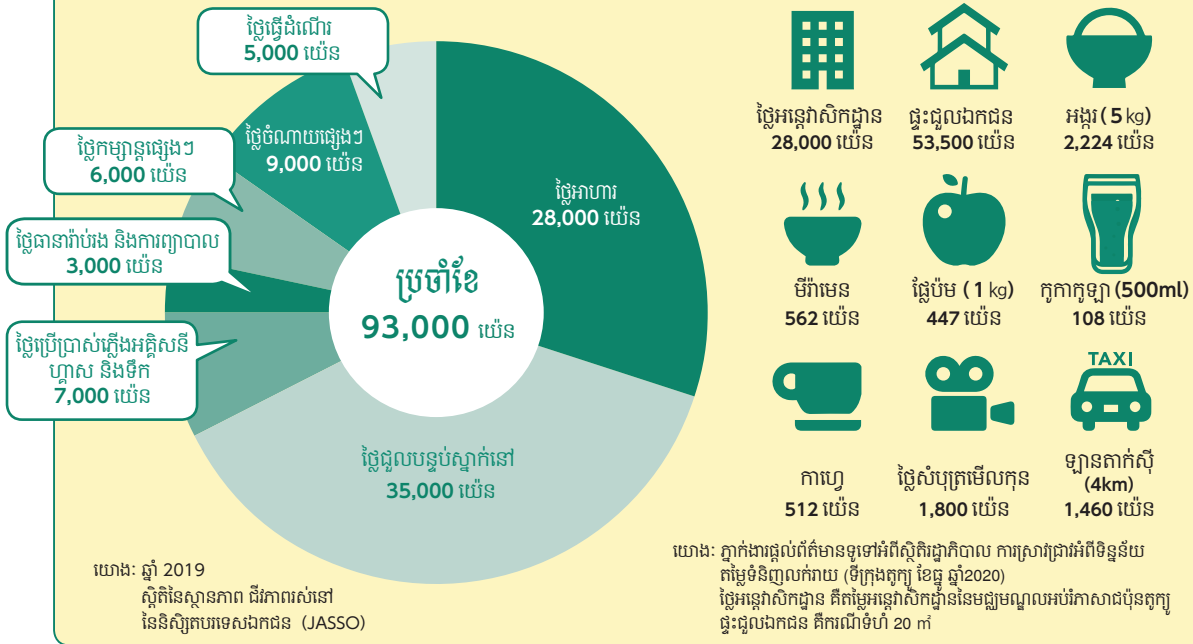 ថ្លៃធ្វើដំណើរ
5,000 យ៉េន
ថ្លៃចំណាយផ្សេងៗ
9,000 យ៉េន
ថ្លៃកម្សាន្តផ្សេងៗ
6,000 យ៉េន
ថ្លៃធានារ៉ាប់រង និងការព្យាបាល
3,000 យ៉េន
ថ្លៃប្រើប្រាស់ភ្លើងអគ្គិសនី
ហ្គាស និងទឹក
7,000 យ៉េន
ថ្លៃអាហារ
28,000 យ៉េន
ប្រចាំខែ
93,000 យ៉េន
ថ្លៃជួលបន្ទប់ស្នាក់នៅ
35,000 យ៉េន
យោង: ឆ្នាំ 2019
ស្ថិតិនៃស្ថានភាព ជីវភាពរស់នៅ
នៃនិស្សិតបរទេសឯកជន (JASSO)
ថ្លៃអន្តេវាសិកដ្ឋាន
28,000 យ៉េន
ផ្ទះជួលឯកជន
53,500 យ៉េន
អង្ករ (5 kg)
2,224 យ៉េន
មីរ៉ាមេន
562 យ៉េន
ផ្លែប៉ម (1 kg)
447 យ៉េន
កូកាកូឡា (500ml)
108 យ៉េន
កាហ្វេ
512 យ៉េន
ថ្លៃសំបុត្រមើលកុន
1,800 យ៉េន
TAXI
ឡានតាក់ស៊ី
(4km)
1,460 យ៉េន
យោង: ភ្នាក់ងារផ្តល់ព័ត៌មានទូទៅអំពីស្ថិតិរដ្ឋាភិបាល ការស្រាវជ្រាវអំពីទិន្នន័យ
តម្លៃទំនិញលក់រាយ (ទីក្រុងតូក្យូ ខែធ្នូ ឆ្នាំ2020)
ថ្លៃអន្តេវាសិកដ្ឋាន គឺតម្លៃអន្តេវាសិកដ្ឋាននៃមជ្ឈមណ្ឌលអប់រំភាសាជប៉ុនតូក្យូ
ផ្ទះជួលឯកជន គឺករណីទំហំ 20 ㎡